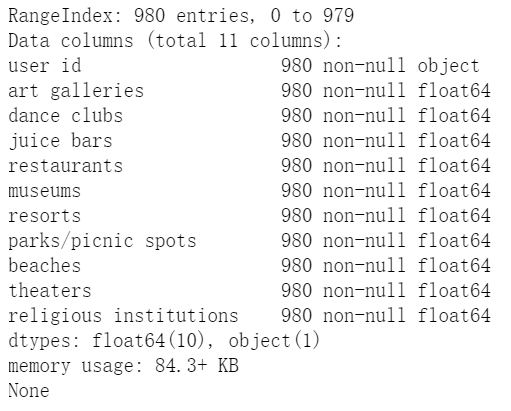 RangeIndex: 980 entries, 0 to 979
Data columns (total 11 columns):
user id                   980 non-null object
art galleries             980 non-null float64
dance clubs               980 non-null float64
juice bars                980 non-null float64
restaurants               980 non-null float64
museums                   980 non-null float64
resorts                   980 non-null float64
parks/picnic spots        980 non-null float64
beaches                   980 non-null float64
theaters                  980 non-null float64
religious institutions    980 non-null float64
dtypes: float64(10), object(1)
memory usage: 84.3+ KB
None